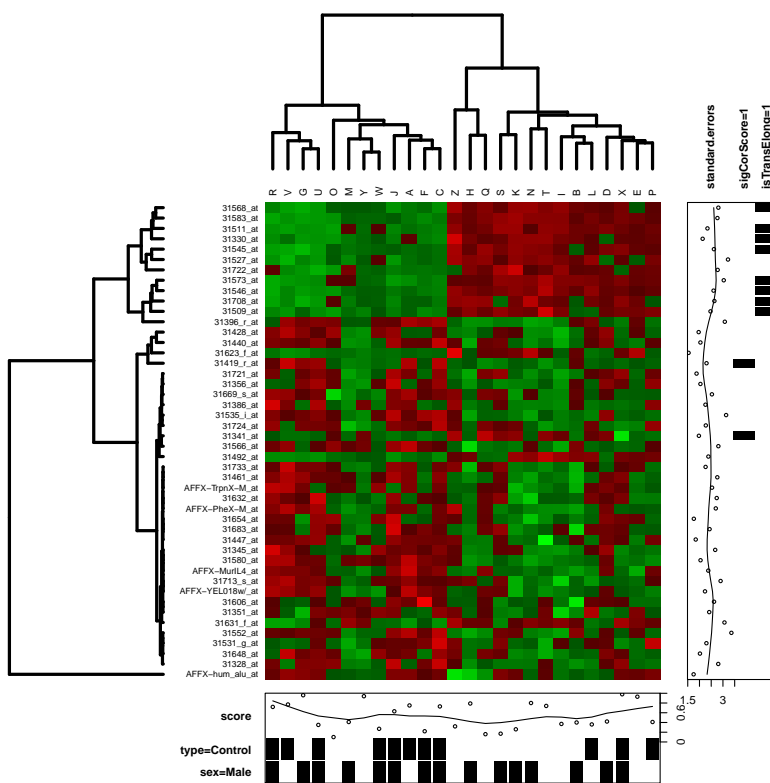 standard.errors
sigCorScore=1
isTransElong=1
R V G U O M Y W J A F C Z H Q S K N T I B L D X E P
31568_at
31583_at
31511_at
31330_at
31545_at
31527_at
31722_at
31573_at
31546_at
31708_at
31509_at
31396_r_at
31428_at
31440_at
31623_f_at
31419_r_at
31721_at
31356_at
31669_s_at
31386_at
31535_i_at
31724_at
31341_at
31566_at
31492_at
31733_at
31461_at
AFFX−TrpnX−M_at
31632_at
AFFX−PheX−M_at
31654_at
31683_at
31447_at
31345_at
31580_at
AFFX−MurIL4_at
31713_s_at
AFFX−YEL018w/_at
31606_at
31351_at
31631_f_at
31552_at
31531_g_at
31648_at
31328_at
AFFX−hum_alu_at
1.5 3
score
0 0.6
type=Control
sex=Male